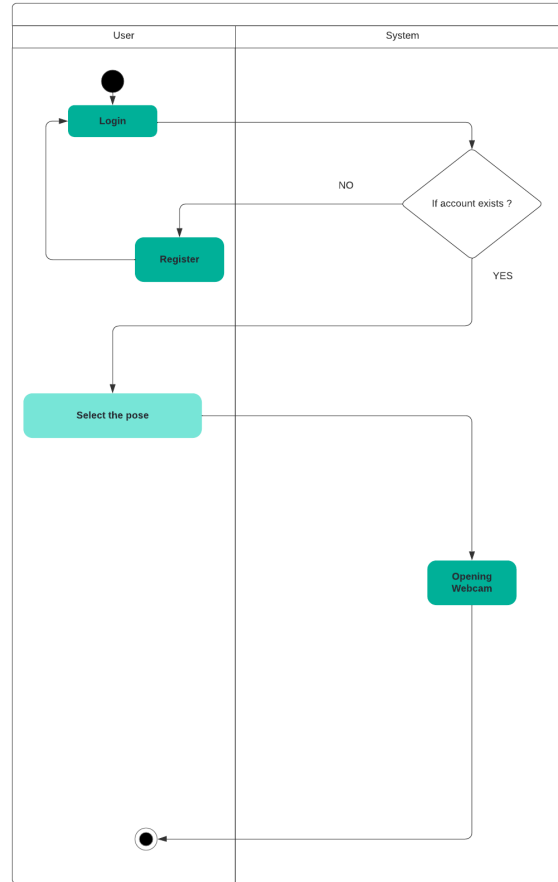 User
System
Login
If account exists ?
NO
Register
YES
Select the pose
Opening
Webcam